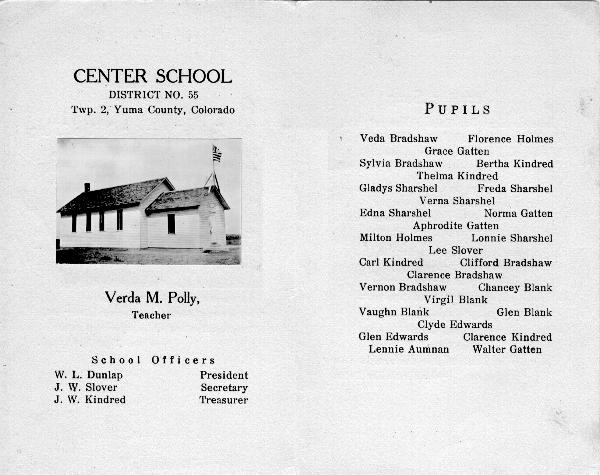 CENTER SCHOOL
DISTRICT NO. 55
Twp. 2, Yuma County, Colorado
Verda M. Polly,
Teacher
School Officers
W. L. Dunlap President
J. W. Slover Secretary
J. W. Kindred Treasurer
PUPILS
Veda Bradshaw Florence Holmes
Grace Gatten
Sylvia Bradshaw Bertha Kindred
Thelma Kindred
Gladys Sharshel Freda Sharshel
Verna Sharshel
Edna Sharshel Norma Gatten
Aphrodite Gatten
Milton Holmes Lonnie Sharshel
Lee Slover
Carl Kindred Clifford Bradshaw
Clarence Bradshaw
Vernon Bradshaw Chancey Blank
Virgil Blank
Vaughn Blank Glen Blank
Clyde Edwards
Glen Edwards Clarence Kindred
Lennie Aumnan Walter Gatten